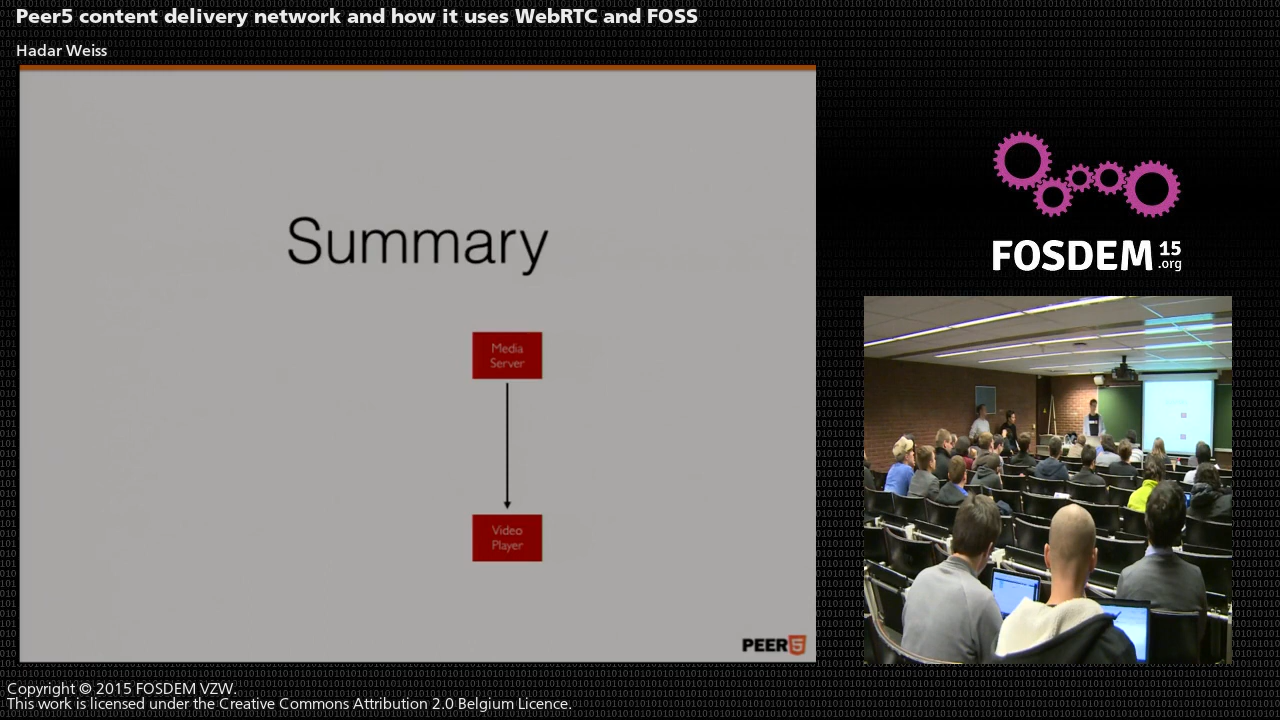 Peer5 content delivery network and how it uses WebRTC and FOSS
Hadar Weiss
Summary
Media
Server
Video
Player
PEER5
FOSDEM 15
.org
Copyright © 2015 FOSDEM VZW.
This work is licensed under the Creative Commons Attribution 2.0 Belgium Licence.